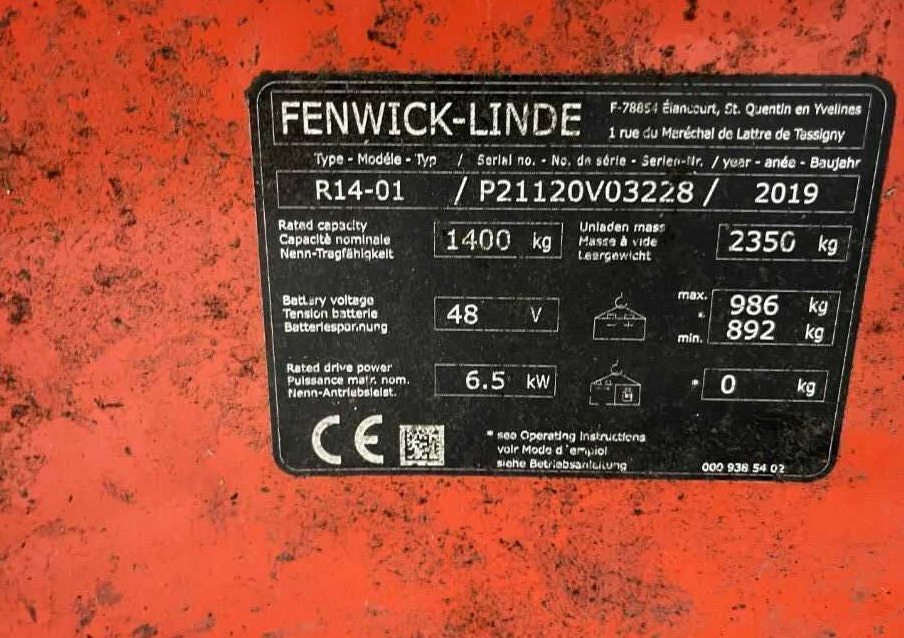 FENWICK-LINDE
F-78854 Élancourt, St. Quentin en Yvelines
1 rue du Maréchal de Lattre de Tassigny
Type - Modèle - Typ / Serial no. - No. de série - Serien-Nr. / year - anée - Baujahr
R14-01 / P21120V03228 / 2019
Rated capacity
Capacité nominale
Nenn-Tragfähigkeit
1400 kg
Unladen mass
Masse à vide
Leergewicht
2350 kg
Battery voltage
Tension batterie
Batteriespannung
48 V
max. 986 kg
*
min. 892 kg
Rated drive power
Puissance motr. nom.
Nenn-Antriebsleist.
6.5 kW
* 0 kg
CE
* see Operating Instructions
voir Mode d'emploi
siehe Betriebsanleitung
000 938 54 02